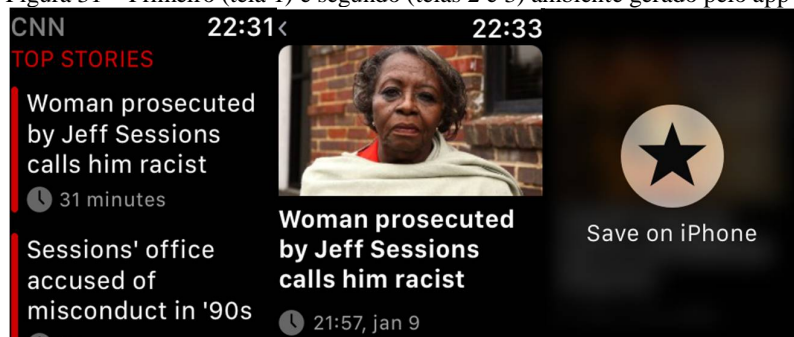 Figura 31 – Primeiro (tela 1) e segundo (telas 2 e 3) ambiente gerado pelo app
CNN 22:31
TOP STORIES
Woman prosecuted
by Jeff Sessions
calls him racist
31 minutes
Sessions' office
accused of
misconduct in '90s
< 22:33
Woman prosecuted
by Jeff Sessions
calls him racist
21:57, jan 9
Save on iPhone